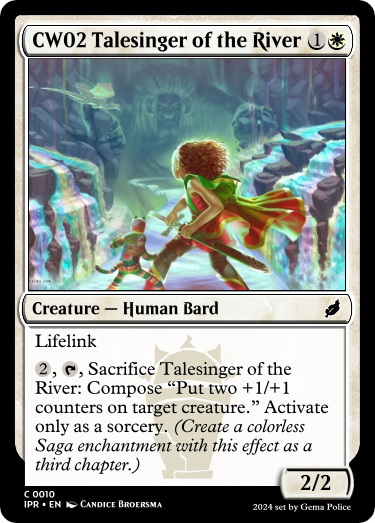 CW02 Talesinger of the River 1
Creature — Human Bard
Lifelink
2, , Sacrifice Talesinger of the
River: Compose “Put two +1/+1
counters on target creature.” Activate
only as a sorcery. (Create a colorless
Saga enchantment with this effect as a
third chapter.)
2/2
C 0010
IPR • EN Candice Broersma
2024 set by Gema Police